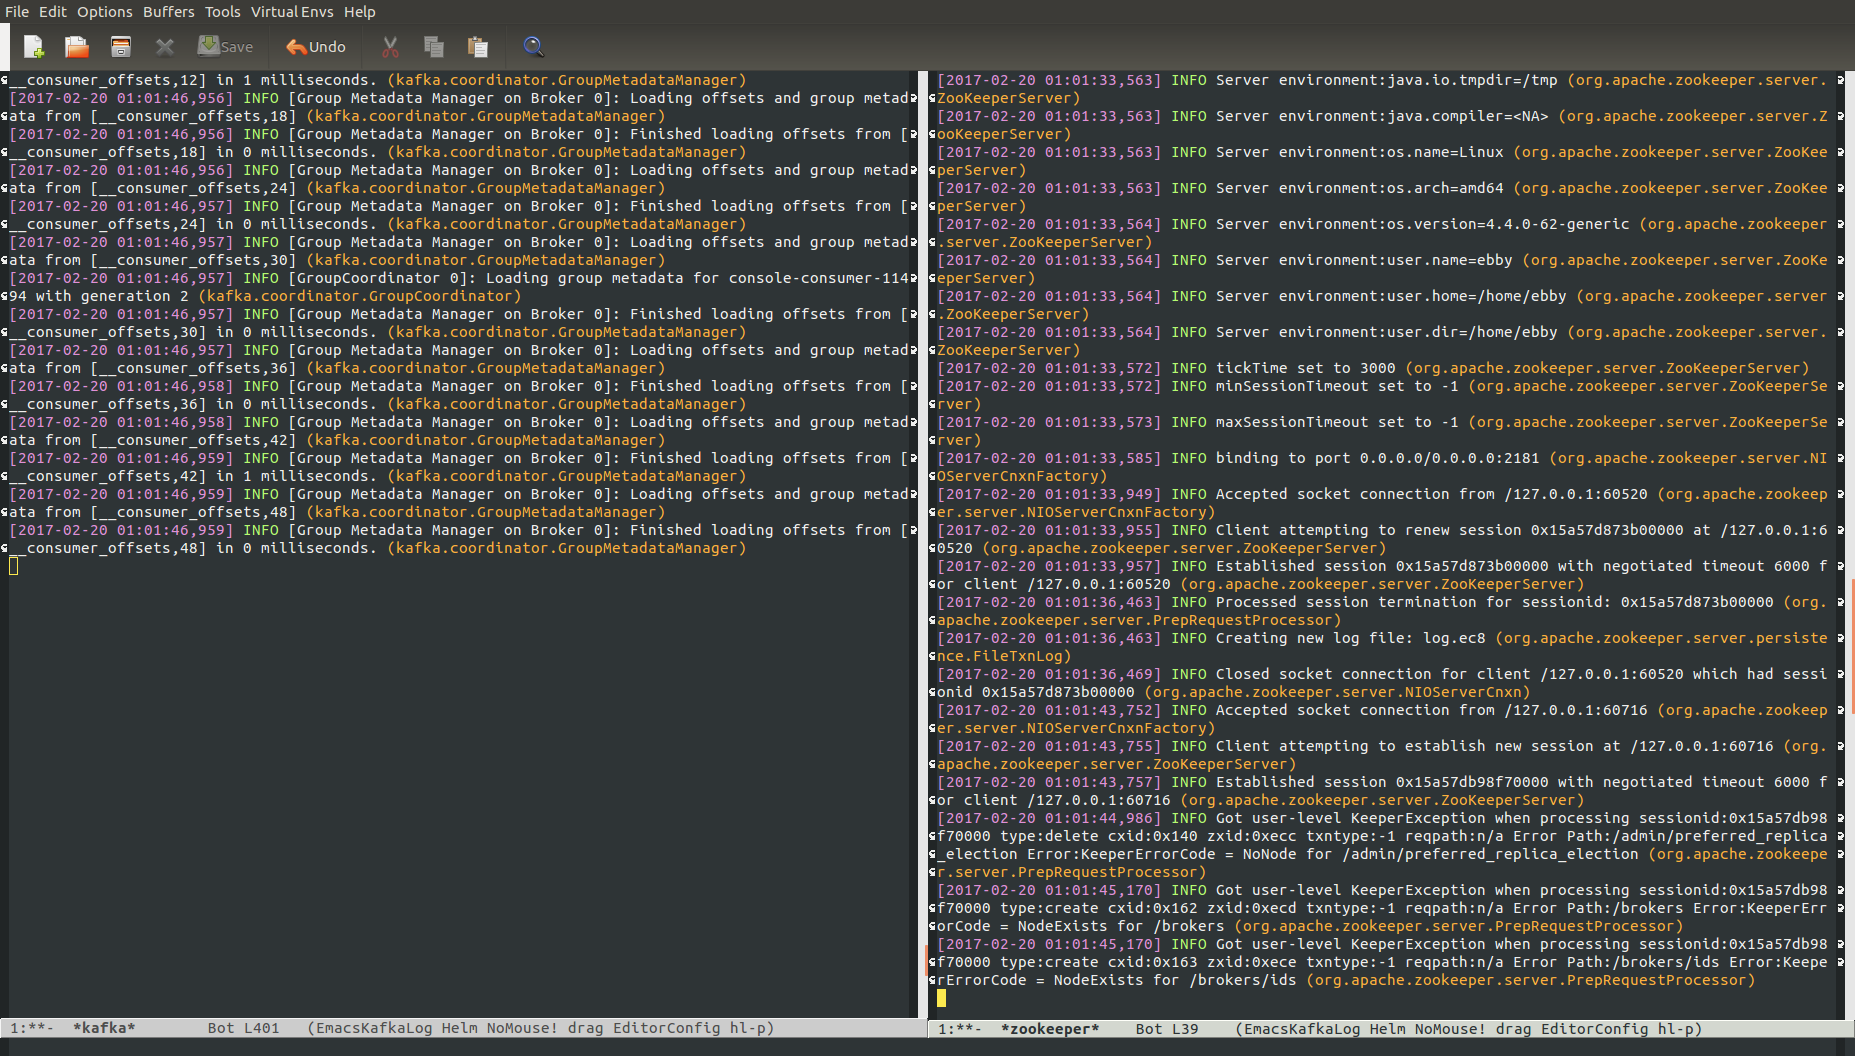 File Edit Options Buffers Tools Virtual Envs Help
Save Undo
__consumer_offsets,12] in 1 milliseconds. (kafka.coordinator.GroupMetadataManager)
[2017-02-20 01:01:46,956] INFO [Group Metadata Manager on Broker 0]: Loading offsets and group metad
ata from [__consumer_offsets,18] (kafka.coordinator.GroupMetadataManager)
[2017-02-20 01:01:46,956] INFO [Group Metadata Manager on Broker 0]: Finished loading offsets from [
__consumer_offsets,18] in 0 milliseconds. (kafka.coordinator.GroupMetadataManager)
[2017-02-20 01:01:46,956] INFO [Group Metadata Manager on Broker 0]: Loading offsets and group metad
ata from [__consumer_offsets,24] (kafka.coordinator.GroupMetadataManager)
[2017-02-20 01:01:46,957] INFO [Group Metadata Manager on Broker 0]: Finished loading offsets from [
__consumer_offsets,24] in 0 milliseconds. (kafka.coordinator.GroupMetadataManager)
[2017-02-20 01:01:46,957] INFO [Group Metadata Manager on Broker 0]: Loading offsets and group metad
ata from [__consumer_offsets,30] (kafka.coordinator.GroupMetadataManager)
[2017-02-20 01:01:46,957] INFO [GroupCoordinator 0]: Loading group metadata for console-consumer-114
94 with generation 2 (kafka.coordinator.GroupCoordinator)
[2017-02-20 01:01:46,957] INFO [Group Metadata Manager on Broker 0]: Finished loading offsets from [
__consumer_offsets,30] in 0 milliseconds. (kafka.coordinator.GroupMetadataManager)
[2017-02-20 01:01:46,957] INFO [Group Metadata Manager on Broker 0]: Loading offsets and group metad
ata from [__consumer_offsets,36] (kafka.coordinator.GroupMetadataManager)
[2017-02-20 01:01:46,958] INFO [Group Metadata Manager on Broker 0]: Finished loading offsets from [
__consumer_offsets,36] in 0 milliseconds. (kafka.coordinator.GroupMetadataManager)
[2017-02-20 01:01:46,958] INFO [Group Metadata Manager on Broker 0]: Loading offsets and group metad
ata from [__consumer_offsets,42] (kafka.coordinator.GroupMetadataManager)
[2017-02-20 01:01:46,959] INFO [Group Metadata Manager on Broker 0]: Finished loading offsets from [
__consumer_offsets,42] in 1 milliseconds. (kafka.coordinator.GroupMetadataManager)
[2017-02-20 01:01:46,959] INFO [Group Metadata Manager on Broker 0]: Loading offsets and group metad
ata from [__consumer_offsets,48] (kafka.coordinator.GroupMetadataManager)
[2017-02-20 01:01:46,959] INFO [Group Metadata Manager on Broker 0]: Finished loading offsets from [
__consumer_offsets,48] in 0 milliseconds. (kafka.coordinator.GroupMetadataManager)
1:**- *kafka* Bot L401 (EmacsKafkaLog Helm NoMouse! drag EditorConfig hl-p)
[2017-02-20 01:01:33,563] INFO Server environment:java.io.tmpdir=/tmp (org.apache.zookeeper.server.
ZooKeeperServer)
[2017-02-20 01:01:33,563] INFO Server environment:java.compiler=<NA> (org.apache.zookeeper.server.Z
ooKeeperServer)
[2017-02-20 01:01:33,563] INFO Server environment:os.name=Linux (org.apache.zookeeper.server.ZooKee
perServer)
[2017-02-20 01:01:33,563] INFO Server environment:os.arch=amd64 (org.apache.zookeeper.server.ZooKee
perServer)
[2017-02-20 01:01:33,564] INFO Server environment:os.version=4.4.0-62-generic (org.apache.zookeeper
.server.ZooKeeperServer)
[2017-02-20 01:01:33,564] INFO Server environment:user.name=ebby (org.apache.zookeeper.server.ZooKe
eperServer)
[2017-02-20 01:01:33,564] INFO Server environment:user.home=/home/ebby (org.apache.zookeeper.server
.ZooKeeperServer)
[2017-02-20 01:01:33,564] INFO Server environment:user.dir=/home/ebby (org.apache.zookeeper.server.
ZooKeeperServer)
[2017-02-20 01:01:33,572] INFO tickTime set to 3000 (org.apache.zookeeper.server.ZooKeeperServer)
[2017-02-20 01:01:33,572] INFO minSessionTimeout set to -1 (org.apache.zookeeper.server.ZooKeeperSe
rver)
[2017-02-20 01:01:33,573] INFO maxSessionTimeout set to -1 (org.apache.zookeeper.server.ZooKeeperSe
rver)
[2017-02-20 01:01:33,585] INFO binding to port 0.0.0.0/0.0.0.0:2181 (org.apache.zookeeper.server.NI
OServerCnxnFactory)
[2017-02-20 01:01:33,949] INFO Accepted socket connection from /127.0.0.1:60520 (org.apache.zookeep
er.server.NIOServerCnxnFactory)
[2017-02-20 01:01:33,955] INFO Client attempting to renew session 0x15a57d873b00000 at /127.0.0.1:6
0520 (org.apache.zookeeper.server.ZooKeeperServer)
[2017-02-20 01:01:33,957] INFO Established session 0x15a57d873b00000 with negotiated timeout 6000 f
or client /127.0.0.1:60520 (org.apache.zookeeper.server.ZooKeeperServer)
[2017-02-20 01:01:36,463] INFO Processed session termination for sessionid: 0x15a57d873b00000 (org.
apache.zookeeper.server.PrepRequestProcessor)
[2017-02-20 01:01:36,463] INFO Creating new log file: log.ec8 (org.apache.zookeeper.server.persiste
nce.FileTxnLog)
[2017-02-20 01:01:36,469] INFO Closed socket connection for client /127.0.0.1:60520 which had sessi
onid 0x15a57d873b00000 (org.apache.zookeeper.server.NIOServerCnxn)
[2017-02-20 01:01:43,752] INFO Accepted socket connection from /127.0.0.1:60716 (org.apache.zookeep
er.server.NIOServerCnxnFactory)
[2017-02-20 01:01:43,755] INFO Client attempting to establish new session at /127.0.0.1:60716 (org.
apache.zookeeper.server.ZooKeeperServer)
[2017-02-20 01:01:43,757] INFO Established session 0x15a57db98f70000 with negotiated timeout 6000 f
or client /127.0.0.1:60716 (org.apache.zookeeper.server.ZooKeeperServer)
[2017-02-20 01:01:44,986] INFO Got user-level KeeperException when processing sessionid:0x15a57db98
f70000 type:delete cxid:0x140 zxid:0xecc txntype:-1 reqpath:n/a Error Path:/admin/preferred_replica
_election Error:KeeperErrorCode = NoNode for /admin/preferred_replica_election (org.apache.zookeepe
r.server.PrepRequestProcessor)
[2017-02-20 01:01:45,170] INFO Got user-level KeeperException when processing sessionid:0x15a57db98
f70000 type:create cxid:0x162 zxid:0xecd txntype:-1 reqpath:n/a Error Path:/brokers Error:KeeperErr
orCode = NodeExists for /brokers (org.apache.zookeeper.server.PrepRequestProcessor)
[2017-02-20 01:01:45,170] INFO Got user-level KeeperException when processing sessionid:0x15a57db98
f70000 type:create cxid:0x163 zxid:0xece txntype:-1 reqpath:n/a Error Path:/brokers/ids Error:Keepe
rErrorCode = NodeExists for /brokers/ids (org.apache.zookeeper.server.PrepRequestProcessor)
1:**- *zookeeper* Bot L39 (EmacsKafkaLog Helm NoMouse! drag EditorConfig hl-p)